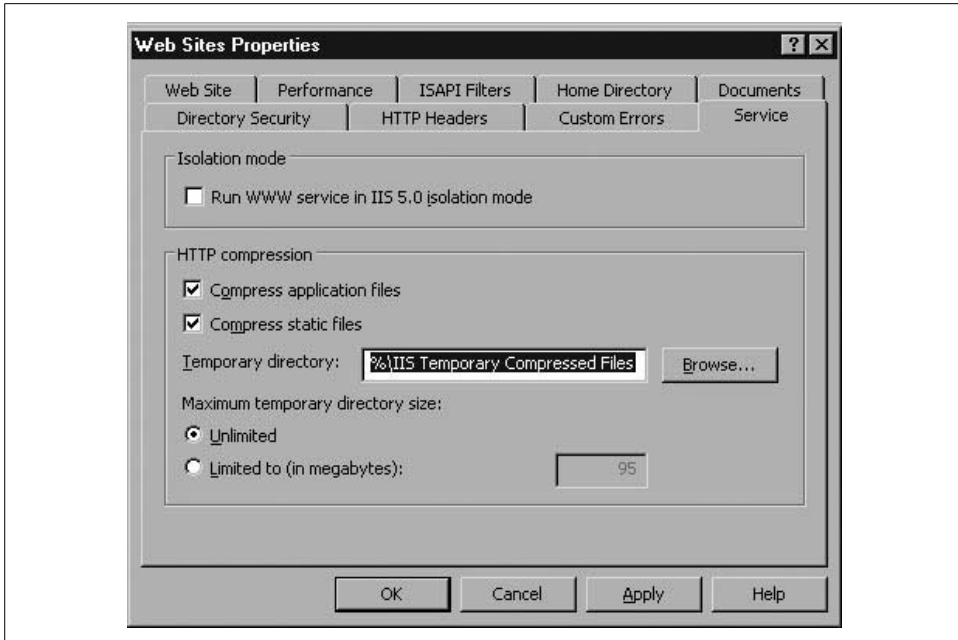 Web Sites Properties
Web Site Performance ISAPI Filters Home Directory Documents
Directory Security HTTP Headers Custom Errors Service
Isolation mode
Run WWW service in IIS 5.0 isolation mode
HTTP compression
Compress application files
Compress static files
Temporary directory: %\IIS Temporary Compressed Files Browse...
Maximum temporary directory size:
Unlimited
Limited to (in megabytes): 95
OK Cancel Apply Help